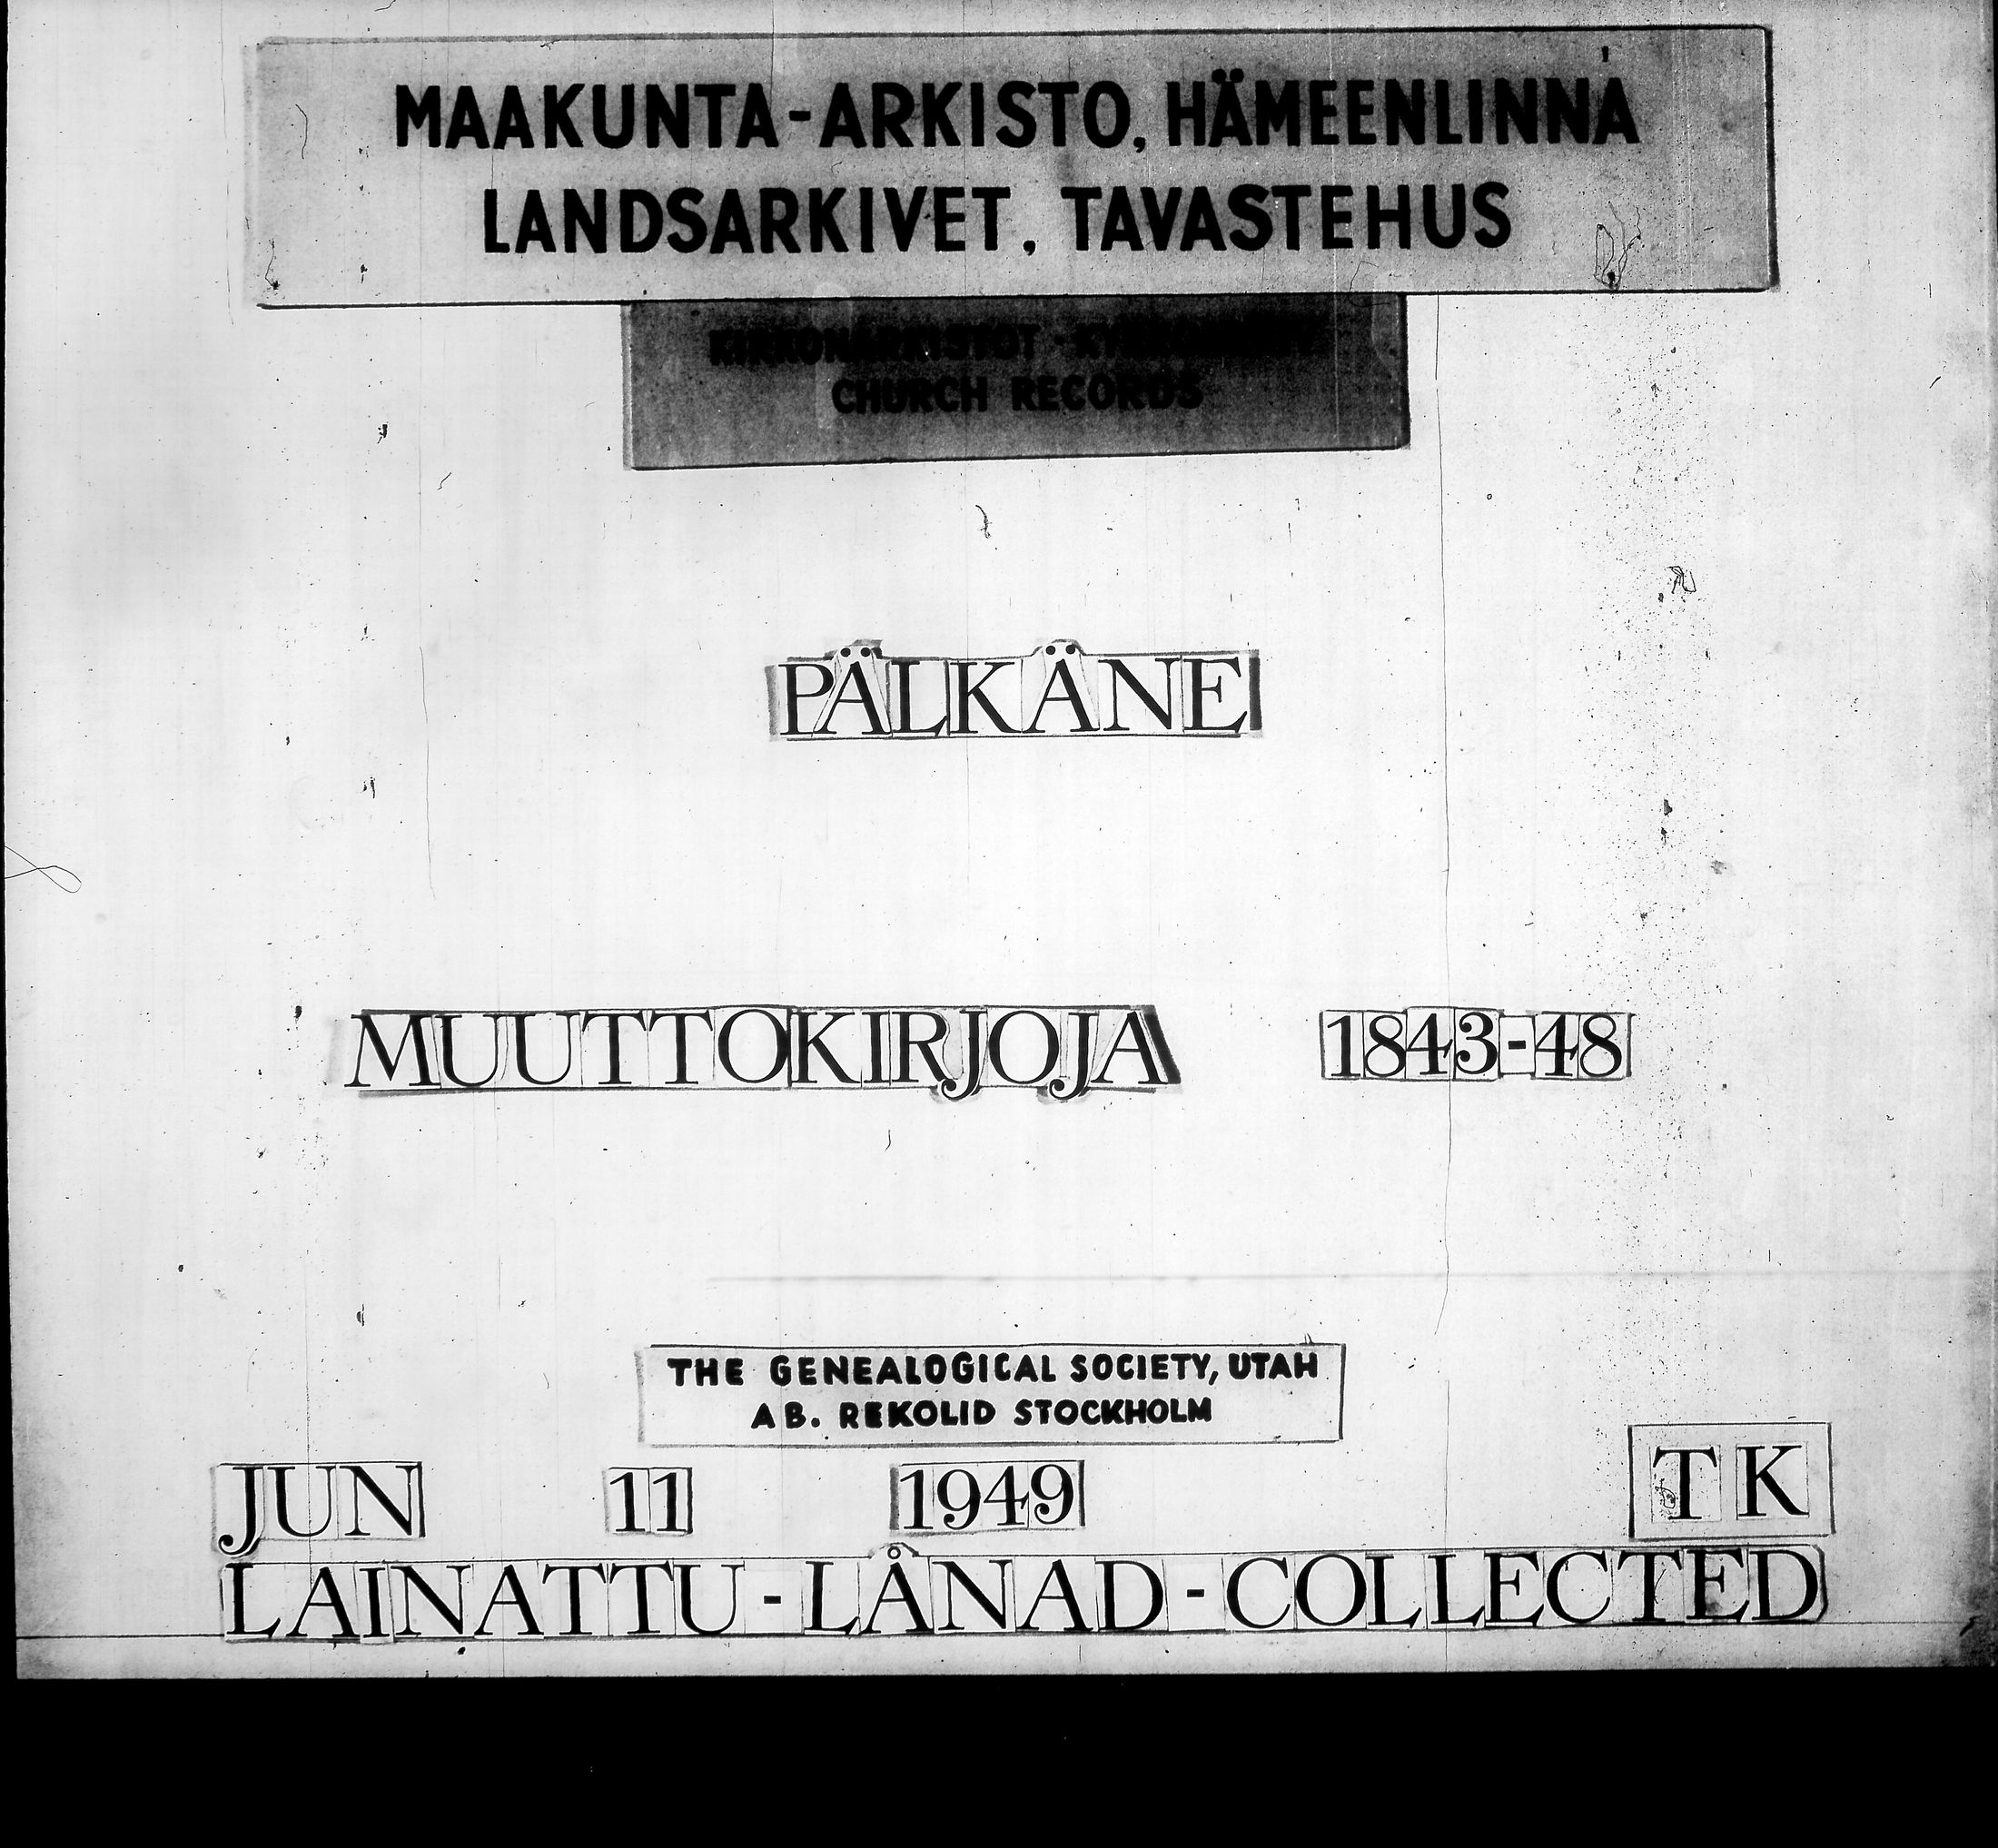 MAAKUNTA-ARKISTO, HÄMEENLINNA
LANDSARKIVET, TAVASTEHUS
KIRKONARKISTOT -
CHURCH RECORDS
PÄLKÄNE
MUUTTOKIRJOJA 1843-48
THE GENEALOGICAL SOCIETY, UTAH
AB. REKOLID STOCKHOLM
JUN 11 1949 TK
LAINATTU - LÅNAD - COLLECTED